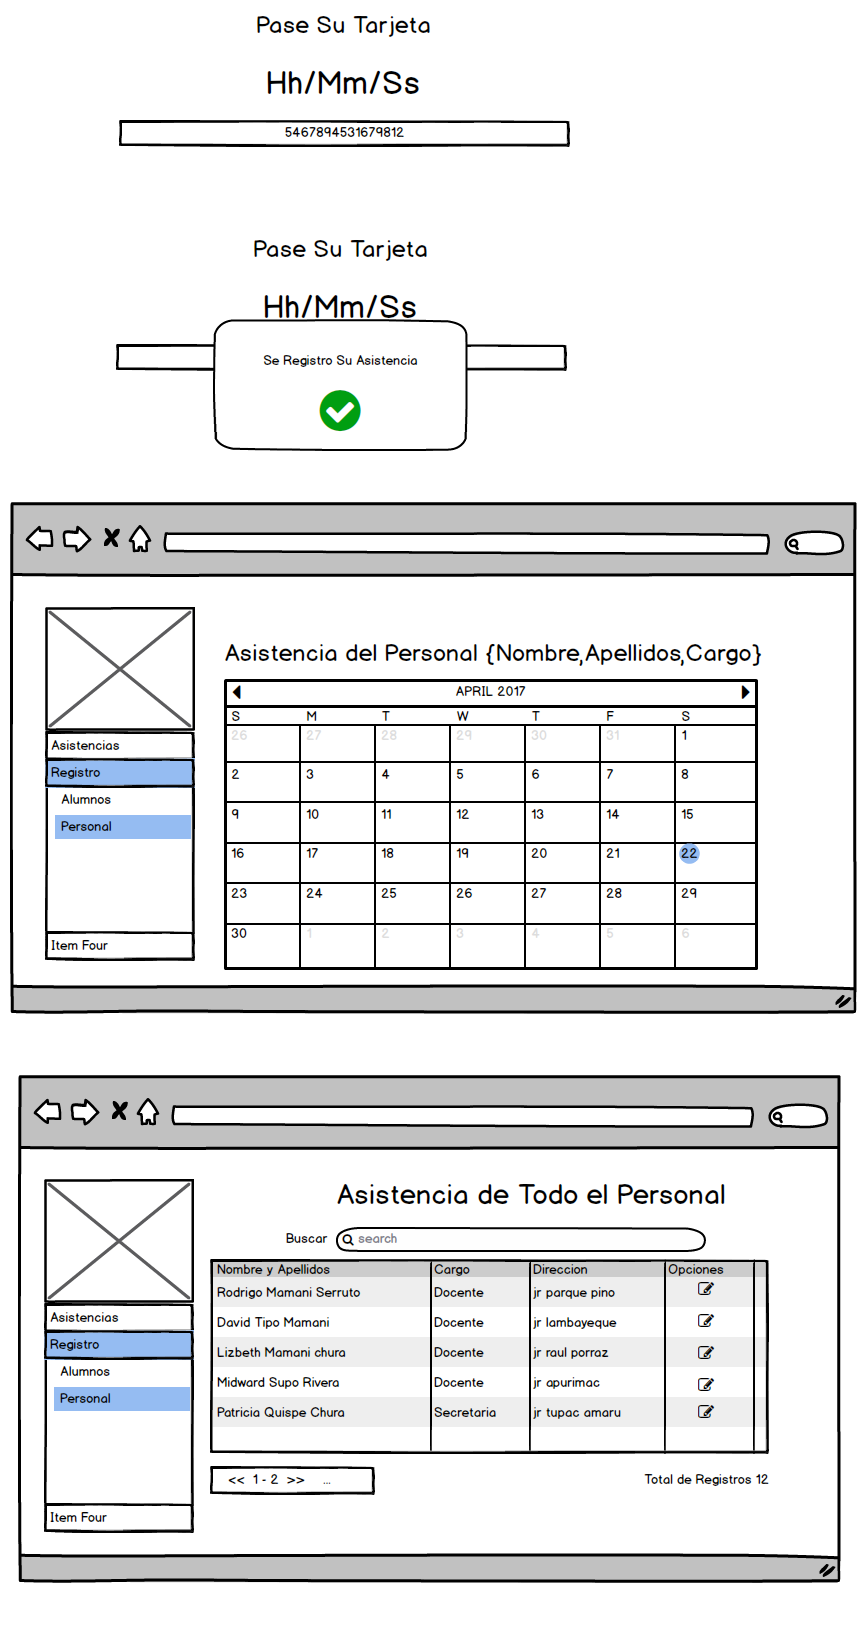 Pase Su Tarjeta
Hh/Mm/Ss
5467894531679812
Pase Su Tarjeta
Hh/Mm/Ss
Se Registro Su Asistencia
Asistencia del Personal {Nombre,Apellidos,Cargo}
Asistencias
Registro
Alumnos
Personal
Item Four
APRIL 2017
S M T W T F S
26 27 28 29 30 31 1
2 3 4 5 6 7 8
9 10 11 12 13 14 15
16 17 18 19 20 21 22
23 24 25 26 27 28 29
30 1 2 3 4 5 6
Asistencia de Todo el Personal
Buscar search
Asistencias
Registro
Alumnos
Personal
Item Four
Nombre y Apellidos Cargo Direccion Opciones
Rodrigo Mamani Serruto Docente jr parque pino
David Tipo Mamani Docente jr lambayeque
Lizbeth Mamani chura Docente jr raul porraz
Midward Supo Rivera Docente jr apurimac
Patricia Quispe Chura Secretaria jr tupac amaru
<< 1 - 2 >> ... Total de Registros 12